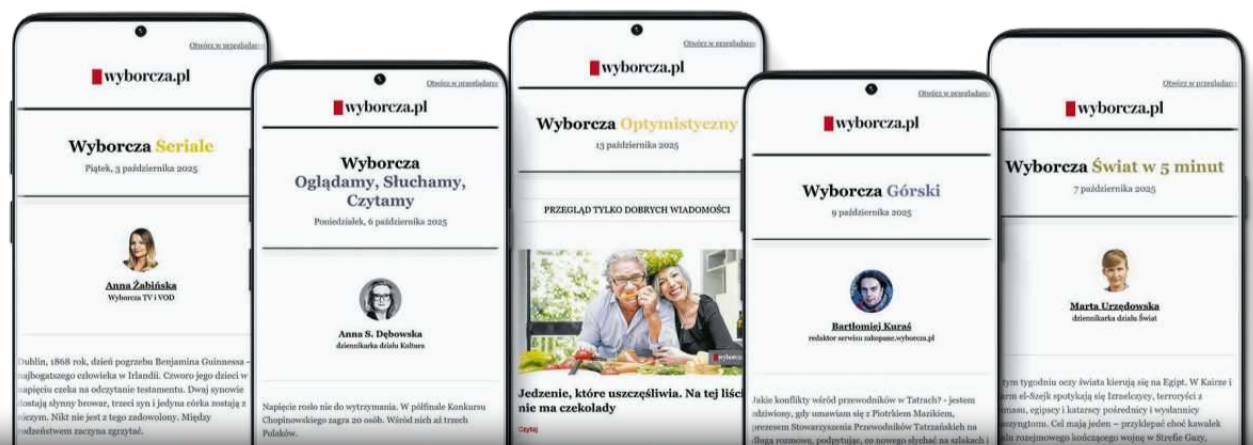 Otwórz w przeglądarce
wyborcza.pl
Wyborcza Seriale
Piątek, 3 października 2025
Anna Żabińska
Wyborcza TV i VOD
Dublin, 1868 rok, dzień pogrzebu Benjamina Guinnessa -
najbogatszego człowieka w Irlandii. Czworo jego dzieci w
napięciu czeka na odczytanie testamentu. Dwaj synowie
dostają słynny browar, trzeci syn i jedyna córka zostają z
niczym. Nikt nie jest z tego zadowolony. Między
rodzeństwem zaczyna zgrzytać.
Otwórz w przeglądarce
wyborcza.pl
Wyborcza
Oglądamy, Słuchamy,
Czytamy
Poniedziałek, 6 października 2025
Anna S. Dębowska
dziennikarka działu Kultura
Napięcie rosło nie do wytrzymania. W półfinale Konkursu
Chopinowskiego zagra 20 osób. Wśród nich aż trzech
Polaków.
Otwórz w przeglądarce
wyborcza.pl
Wyborcza Optymistyczny
13 października 2025
PRZEGLĄD TYLKO DOBRYCH WIADOMOŚCI
wyborcza
Jedzenie, które uszczęśliwia. Na tej liści
nie ma czekolady
Czytaj
Otwórz w przeglądarce
wyborcza.pl
Wyborcza Górski
9 października 2025
Bartłomiej Kuraś
redaktor serwisu zakopane.wyborcza.pl
Jakie konflikty wśród przewodników w Tatrach? - jestem
zdziwiony, gdy umawiam się z Piotrkiem Mazikiem,
prezesem Stowarzyszenia Przewodników Tatrzańskich na
długą rozmowę, podpytując, co nowego słychać na szlakach i
Otwórz w przeglądarce
wyborcza.pl
Wyborcza Świat w 5 minut
7 października 2025
Marta Urzędowska
dziennikarka działu Świat
tym tygodniu oczy świata kierują się na Egipt. W Kairze i
arm el-Szejk spotykają się Izraelczycy, terroryści z
amasu, egipscy i katarscy pośrednicy i wysłannicy
aszyngtonu. Cel mają jeden – przyklepać choć kawałek
lanu rozejmowego kończącego wojnę w Strefie Gazy.